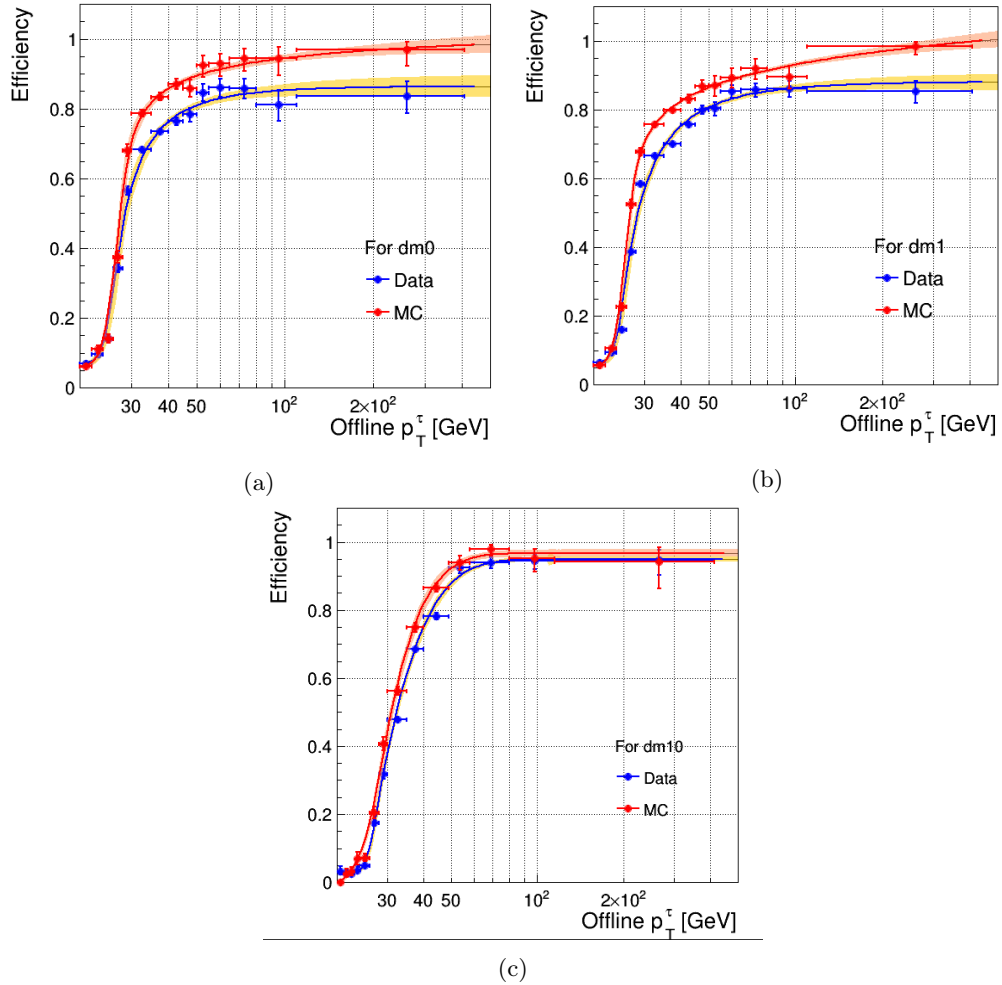 Efficiency
1
0.8
0.6
0.4
0.2
0
For dm0
Data
MC
30 40 50 10² 2×10²
Offline p_T^τ [GeV]
(a)
Efficiency
1
0.8
0.6
0.4
0.2
0
For dm1
Data
MC
30 40 50 10² 2×10²
Offline p_T^τ [GeV]
(b)
Efficiency
1
0.8
0.6
0.4
0.2
0
For dm10
Data
MC
30 40 50 10² 2×10²
Offline p_T^τ [GeV]
(c)